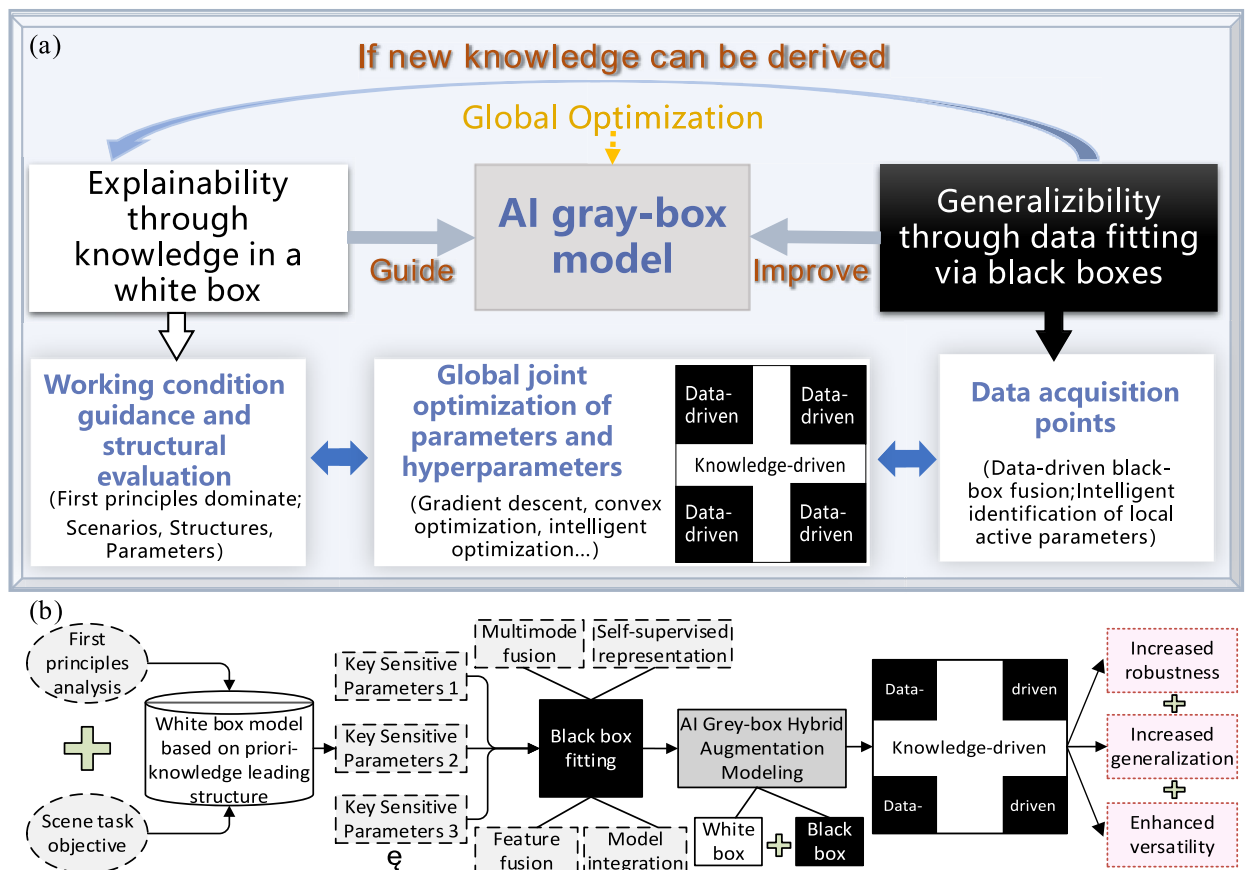 (a)
If new knowledge can be derived
Global Optimization
Explainability
through
knowledge in a
white box
Guide
AI gray-box
model
Improve
Generalizibility
through data fitting
via black boxes
Working condition
guidance and
structural
evaluation
(First principles dominate;
Scenarios, Structures,
Parameters)
Global joint
optimization of
parameters and
hyperparameters
(Gradient descent, convex
optimization, intelligent
optimization...)
Data-
driven
Data-
driven
Knowledge-driven
Data-
driven
Data-
driven
Data acquisition
points
(Data-driven black-
box fusion;Intelligent
identification of local
active parameters)
(b)
First
principles
analysis
Scene task
objective
White box model
based on priori-
knowledge leading
structure
Key Sensitive
Parameters 1
Key Sensitive
Parameters 2
Key Sensitive
Parameters 3
Multimode
fusion
Self-supervised
representation
Black box
fitting
Feature
fusion
Model
integration
AI Grey-box Hybrid
Augmentation
Modeling
White
box
Black
box
Data-
driven
Knowledge-driven
Data-
driven
Increased
robustness
Increased
generalization
Enhanced
versatility